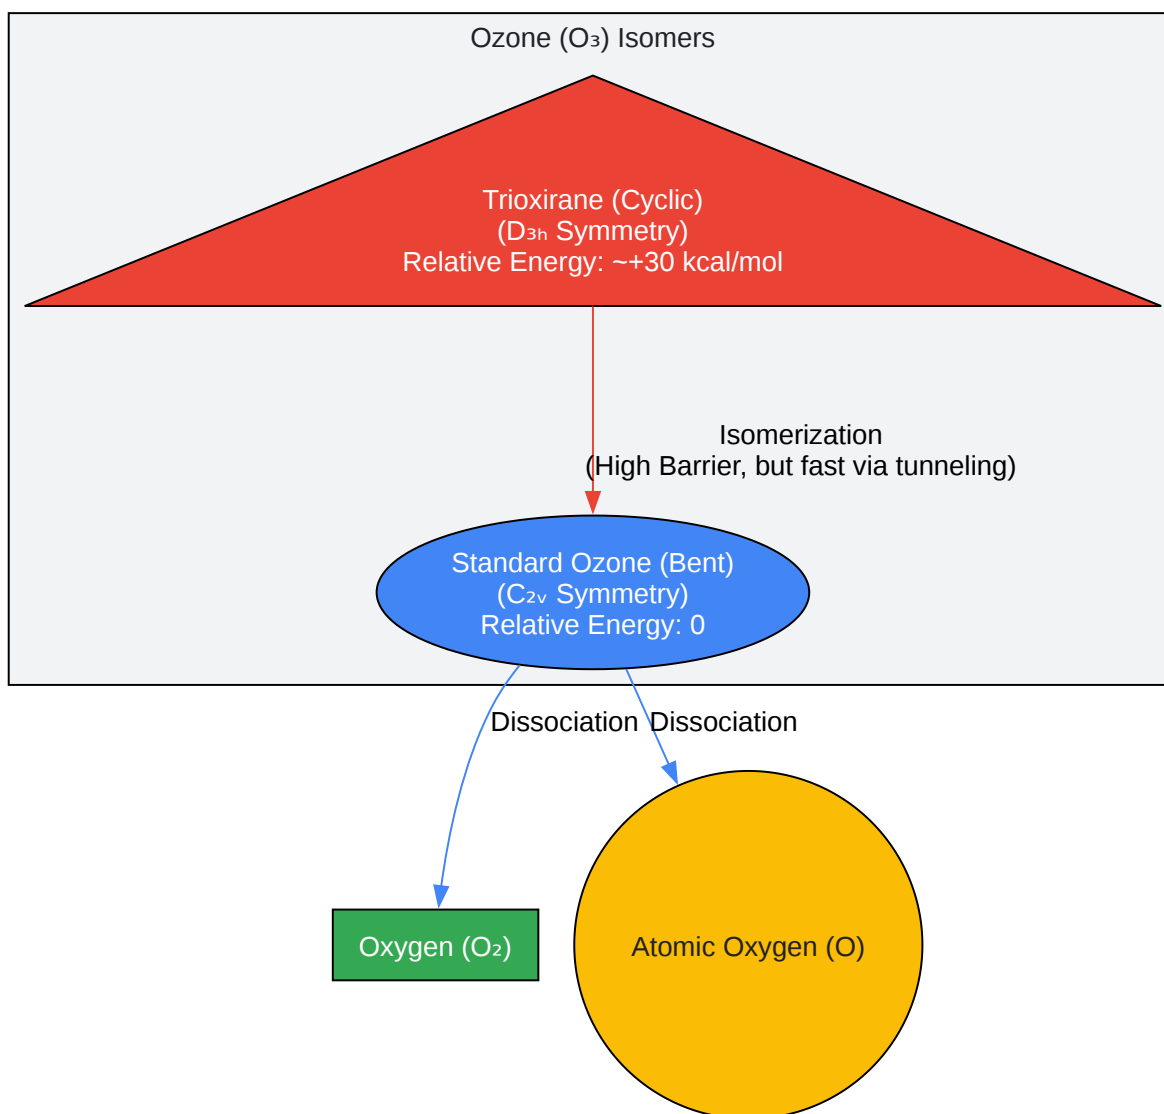 Ozone (O₃) Isomers
Trioxirane (Cyclic)
(D₃ₕ Symmetry)
Relative Energy: ~+30 kcal/mol
Isomerization
(High Barrier, but fast via tunneling)
Standard Ozone (Bent)
(C₂ᵥ Symmetry)
Relative Energy: 0
Dissociation
Dissociation
Oxygen (O₂)
Atomic Oxygen (O)